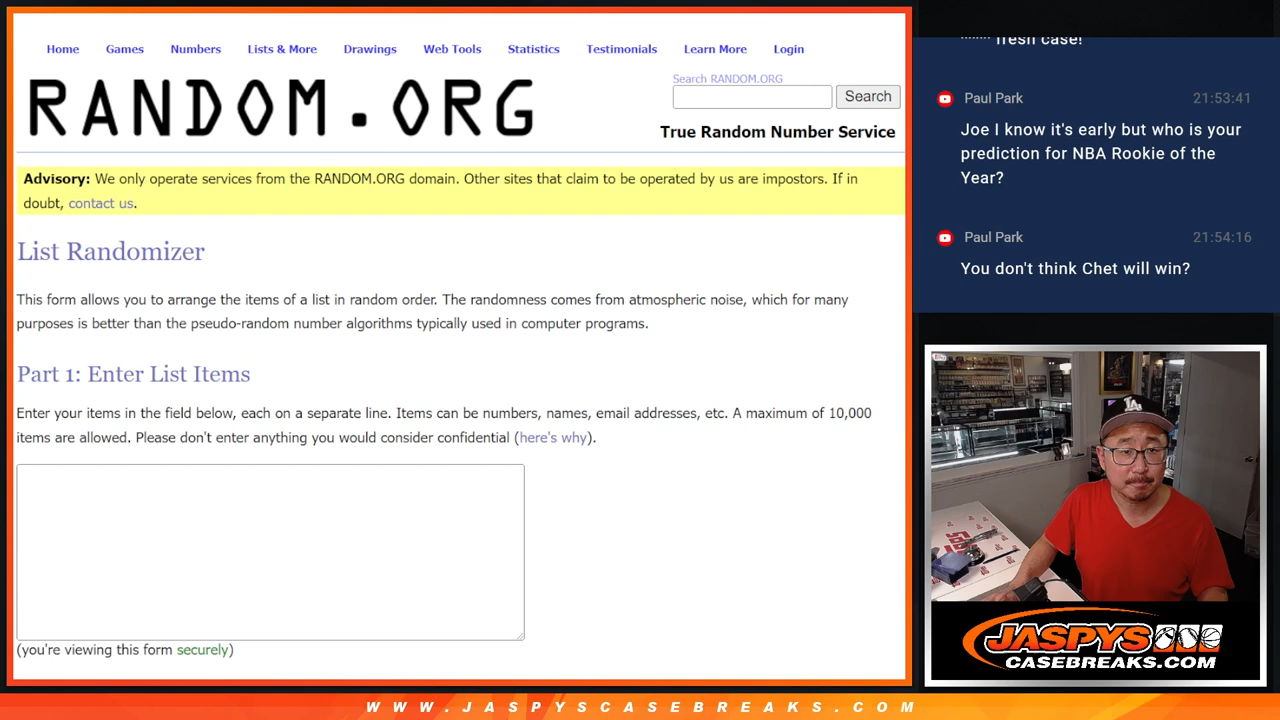 Home Games Numbers Lists & More Drawings Web Tools Statistics Testimonials Learn More Login
RANDOM.ORG
Search RANDOM.ORG
Search
True Random Number Service
Advisory: We only operate services from the RANDOM.ORG domain. Other sites that claim to be operated by us are impostors. If in
doubt, contact us.
List Randomizer
This form allows you to arrange the items of a list in random order. The randomness comes from atmospheric noise, which for many
purposes is better than the pseudo-random number algorithms typically used in computer programs.
Part 1: Enter List Items
Enter your items in the field below, each on a separate line. Items can be numbers, names, email addresses, etc. A maximum of 10,000
items are allowed. Please don't enter anything you would consider confidential (here's why).
(you're viewing this form securely)
fresh case!
Paul Park 21:53:41
Joe I know it's early but who is your
prediction for NBA Rookie of the
Year?
Paul Park 21:54:16
You don't think Chet will win?
LA
JASPYS
CASEBREAKS.COM
WWW.JASPYSCASEBREAKS.COM